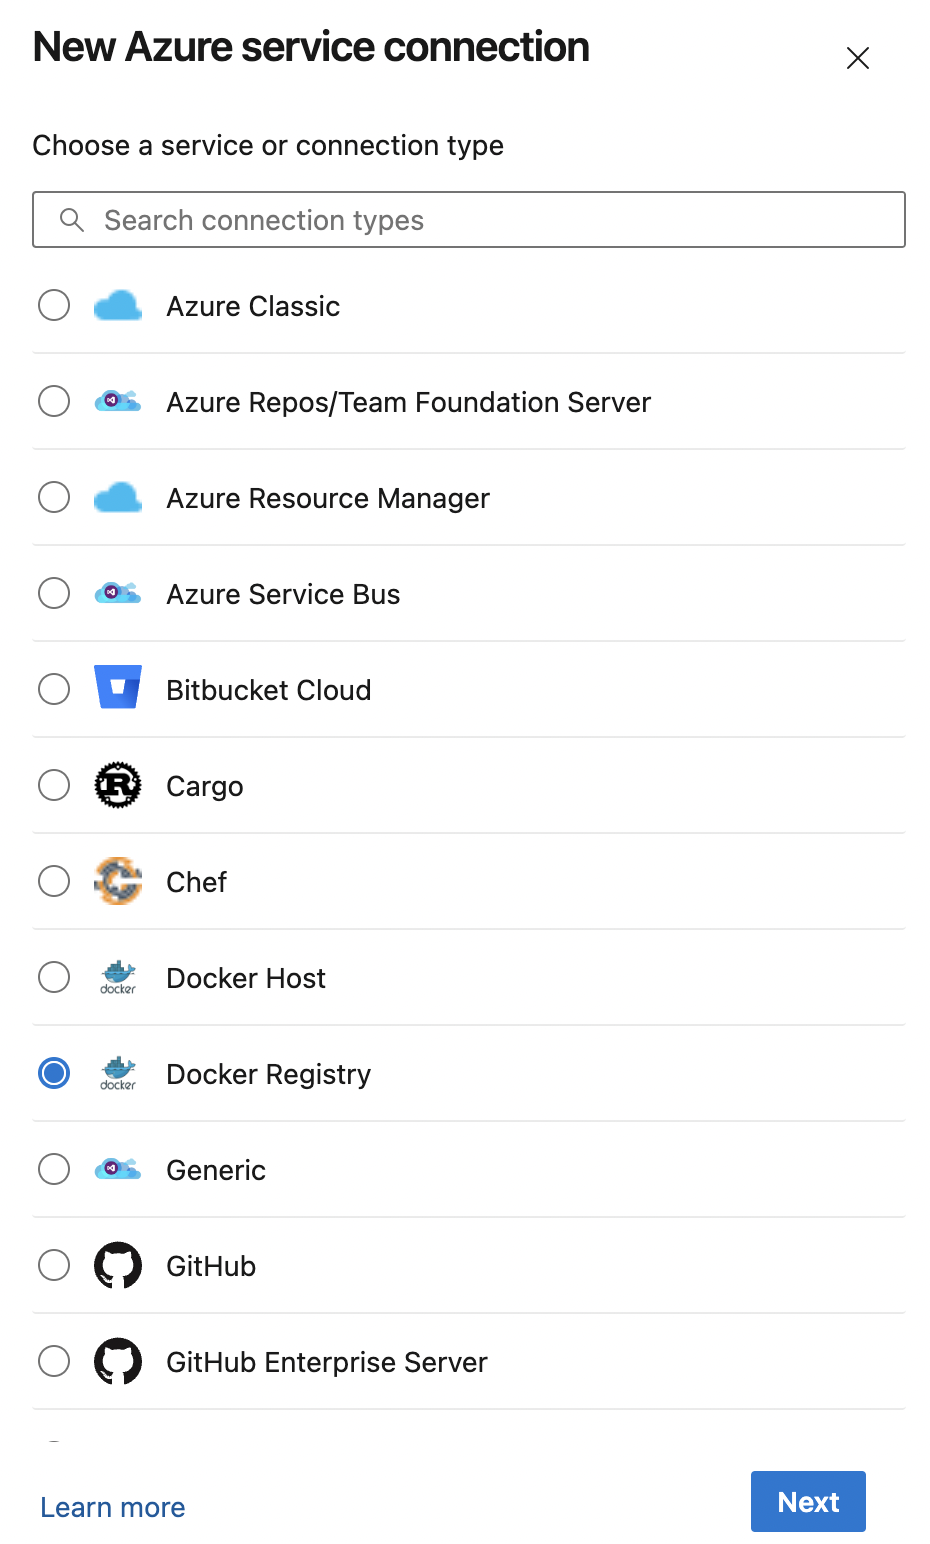 New Azure service connection
Choose a service or connection type
Search connection types
Azure Classic
Azure Repos/Team Foundation Server
Azure Resource Manager
Azure Service Bus
Bitbucket Cloud
R
Cargo
Chef
docker
Docker Host
docker
Docker Registry
Generic
GitHub
GitHub Enterprise Server
Learn more
Next